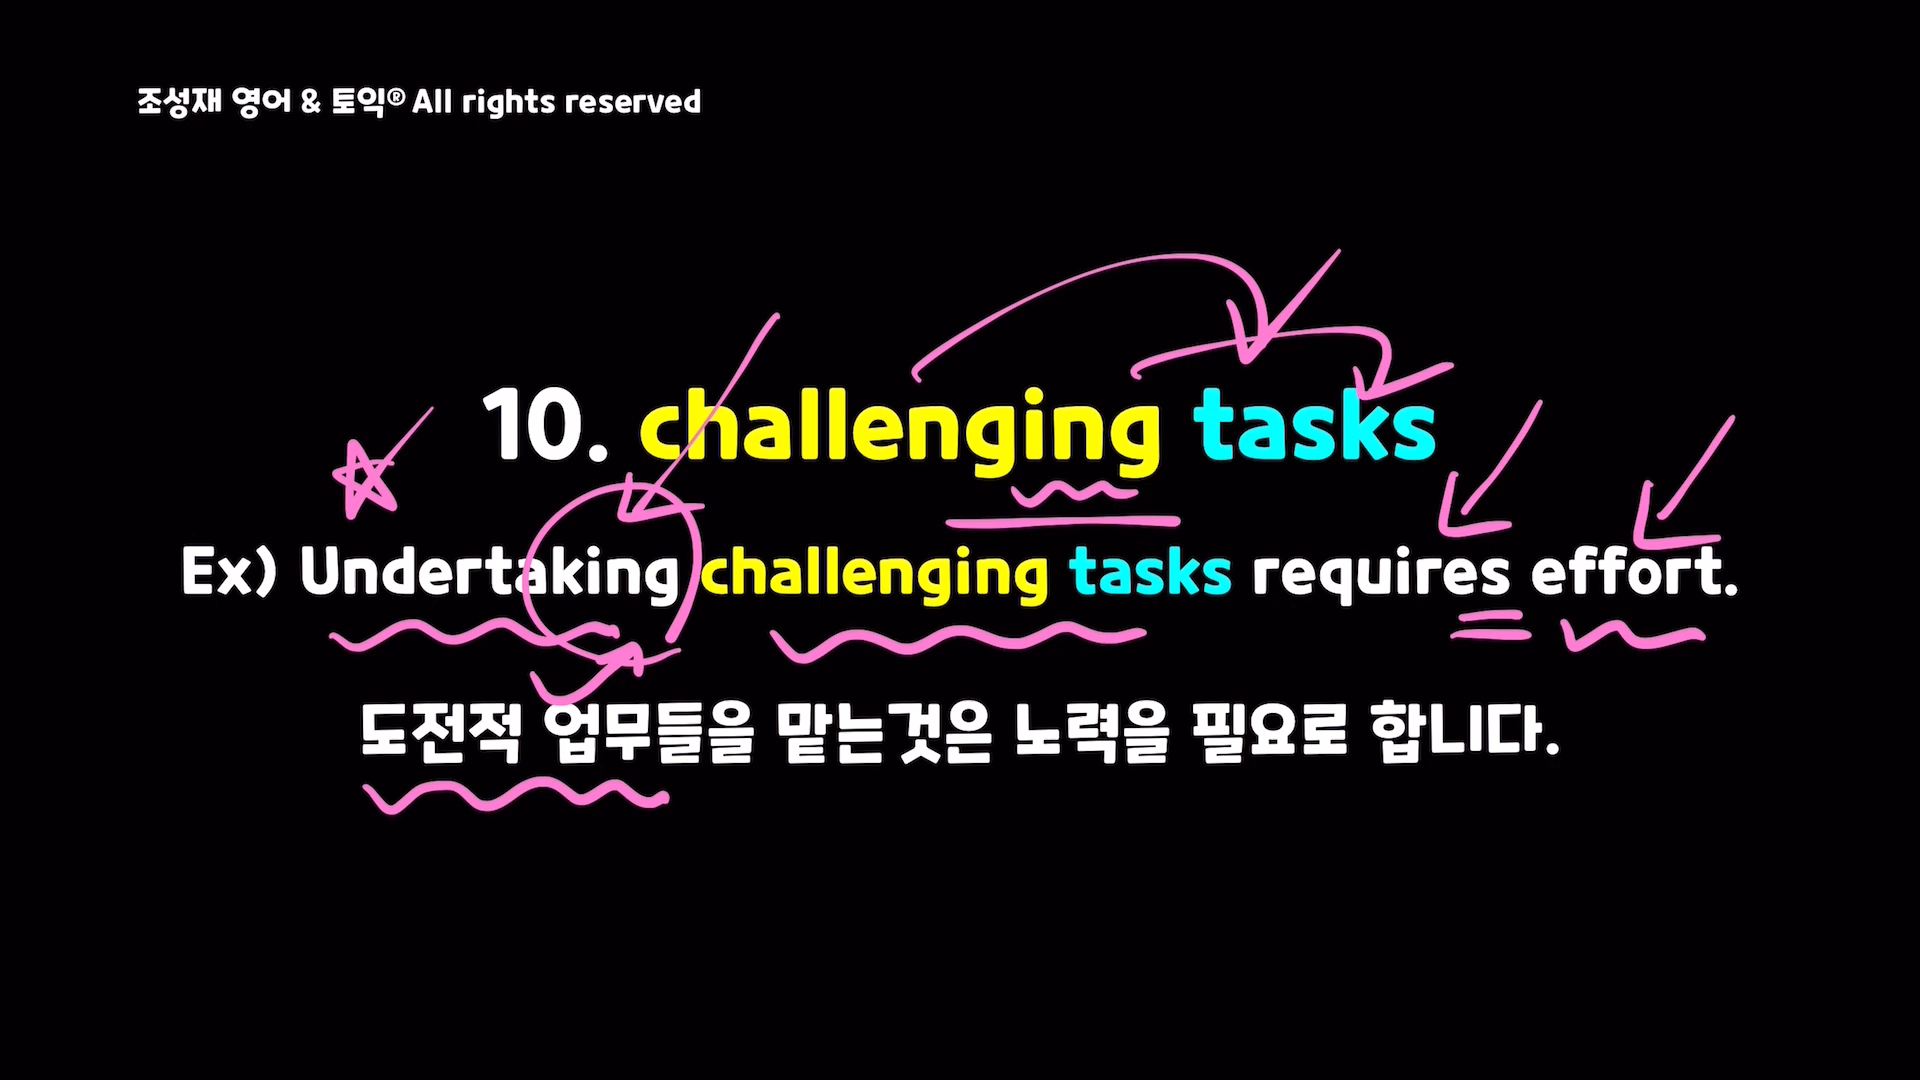 조성재 영어 & 토익® All rights reserved
10. challenging tasks
Ex) Undertaking challenging tasks requires effort.
도전적 업무들을 맡는것은 노력을 필요로 합니다.